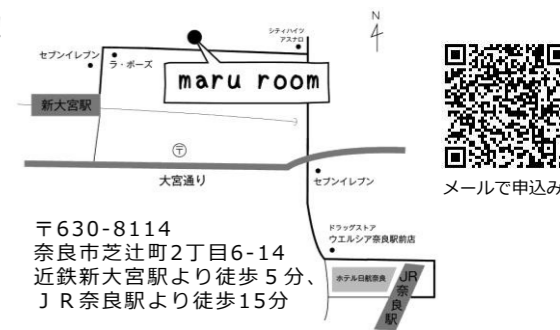 シティハイツ
アスナロ
N
セブンイレブン
ラ・ボーズ
maru room
新大宮駅
〒
大宮通り
セブンイレブン
メールで申込み
ドラッグストア
ウエルシア奈良駅前店
ホテル日航奈良
JR奈良駅
〒630-8114
奈良市芝辻町2丁目6-14
近鉄新大宮駅より徒歩５分、
ＪＲ奈良駅より徒歩15分